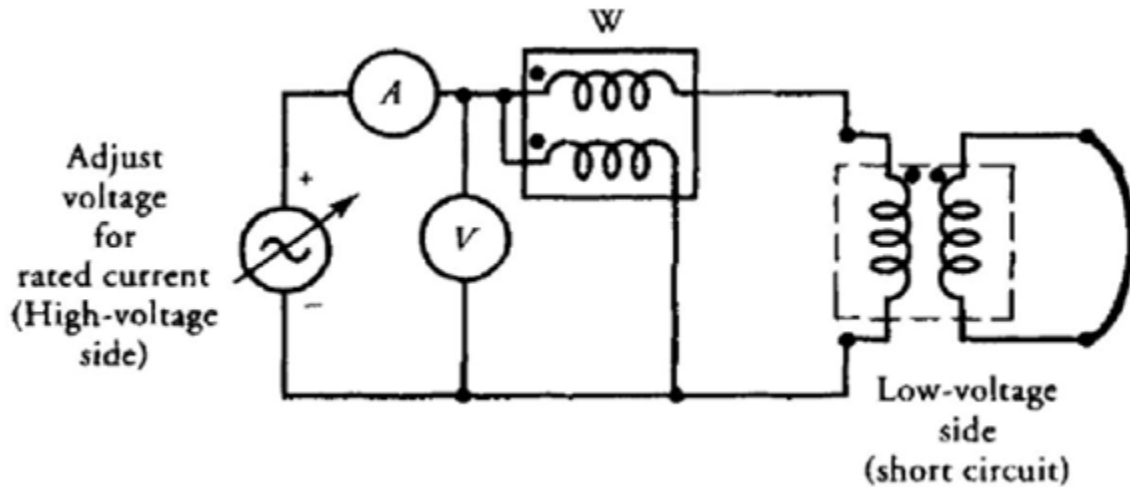 W
A
Adjust
voltage
for
rated current
(High-voltage
side)
+
−
V
Low-voltage
side
(short circuit)